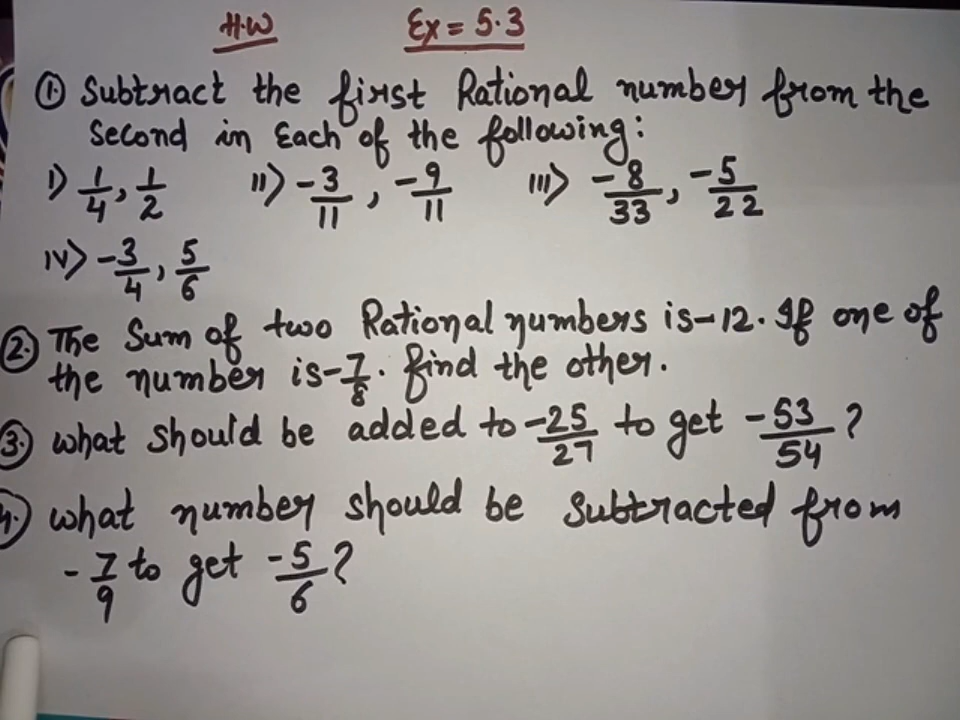 H.W Ex = 5.3
① Subtract the first Rational number from the
second in Each of the following:
i) 1/4, 1/2 ii) -3/11, -9/11 iii) -8/33, -5/22
iv) -3/4, 5/6
②. The Sum of two Rational numbers is -12. If one of
the number is -7/8. find the other.
③. what should be added to -25/27 to get -53/54?
4.) what number should be subtracted from
-7/9 to get -5/6?